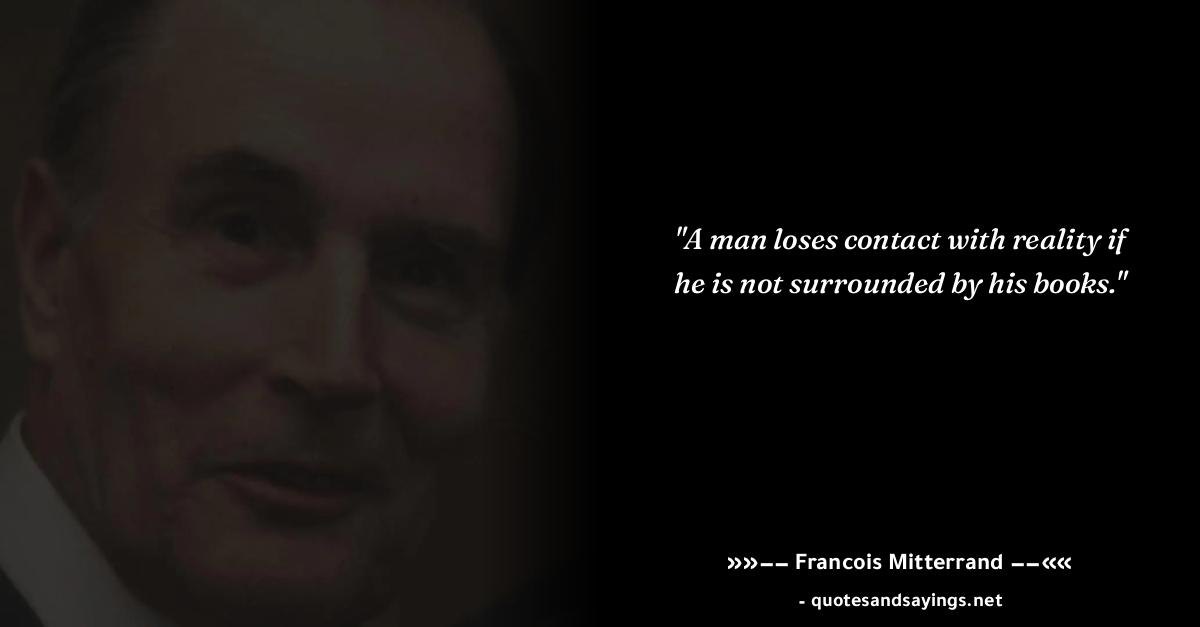 "A man loses contact with reality if
he is not surrounded by his books."
»»−− Francois Mitterrand −−««
- quotesandsayings.net